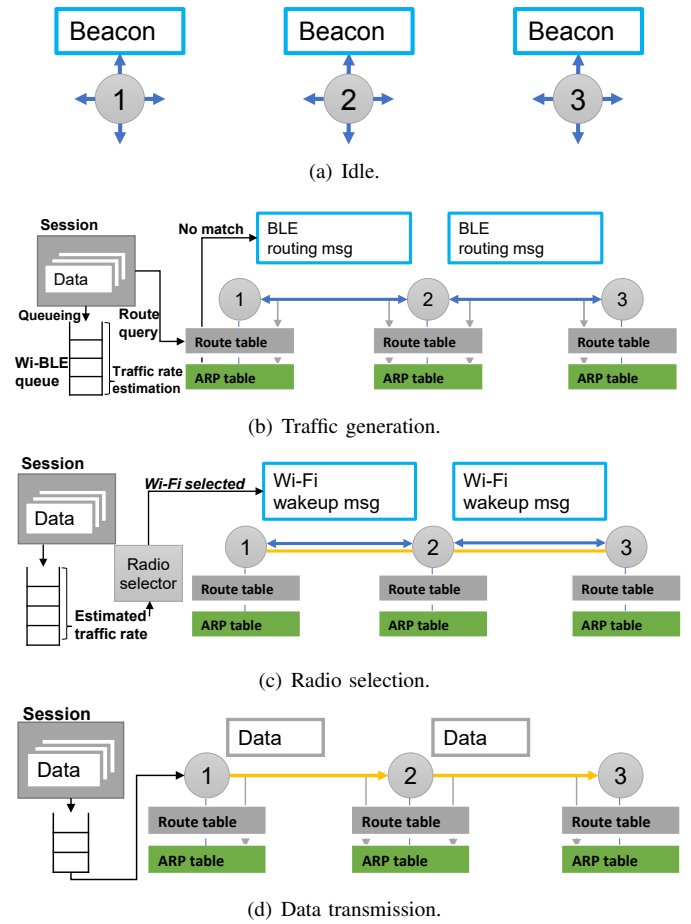 Beacon
Beacon
Beacon
1
2
3
(a) Idle.
Session
Data
Queueing
Route
query
Wi-BLE
queue
Traffic rate
estimation
No match
BLE
routing msg
BLE
routing msg
1
2
3
Route table
Route table
Route table
ARP table
ARP table
ARP table
(b) Traffic generation.
Session
Data
Estimated
traffic rate
Radio
selector
Wi-Fi selected
Wi-Fi
wakeup msg
Wi-Fi
wakeup msg
1
2
3
Route table
Route table
Route table
ARP table
ARP table
ARP table
(c) Radio selection.
Session
Data
Data
Data
1
2
3
Route table
Route table
Route table
ARP table
ARP table
ARP table
(d) Data transmission.